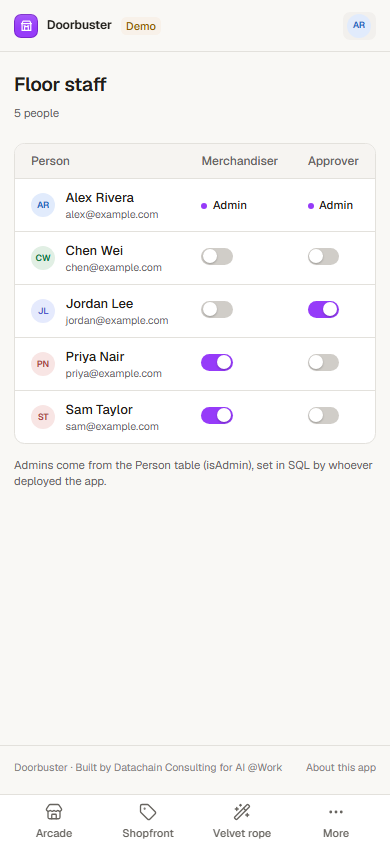 Doorbuster Demo AR
Floor staff
5 people
Person Merchandiser Approver
AR Alex Rivera Admin Admin
alex@example.com
CW Chen Wei
chen@example.com
JL Jordan Lee
jordan@example.com
PN Priya Nair
priya@example.com
ST Sam Taylor
sam@example.com
Admins come from the Person table (isAdmin), set in SQL by whoever
deployed the app.
Doorbuster · Built by Datachain Consulting for AI @Work About this app
Arcade Shopfront Velvet rope More